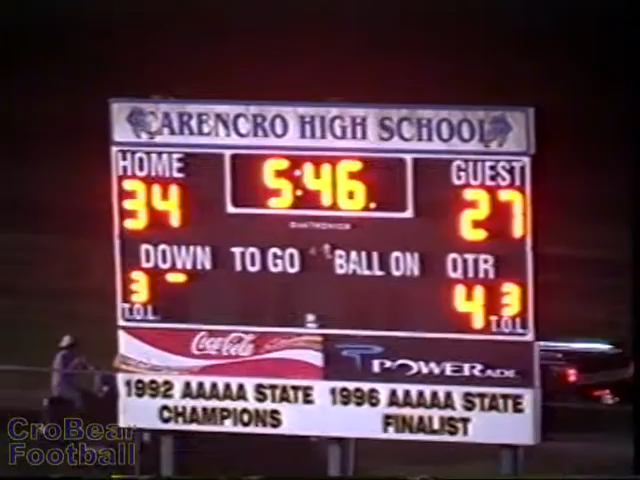 CARENCRO HIGH SCHOOL
HOME 5:46. GUEST
34 27
DAKTRONICS
DOWN TO GO BALL ON QTR
3 - 4 3
T.O.L. T.O.L.
Coca-Cola POWERADE
1992 AAAAA STATE CHAMPIONS
1996 AAAAA STATE FINALIST
CroBear
Football